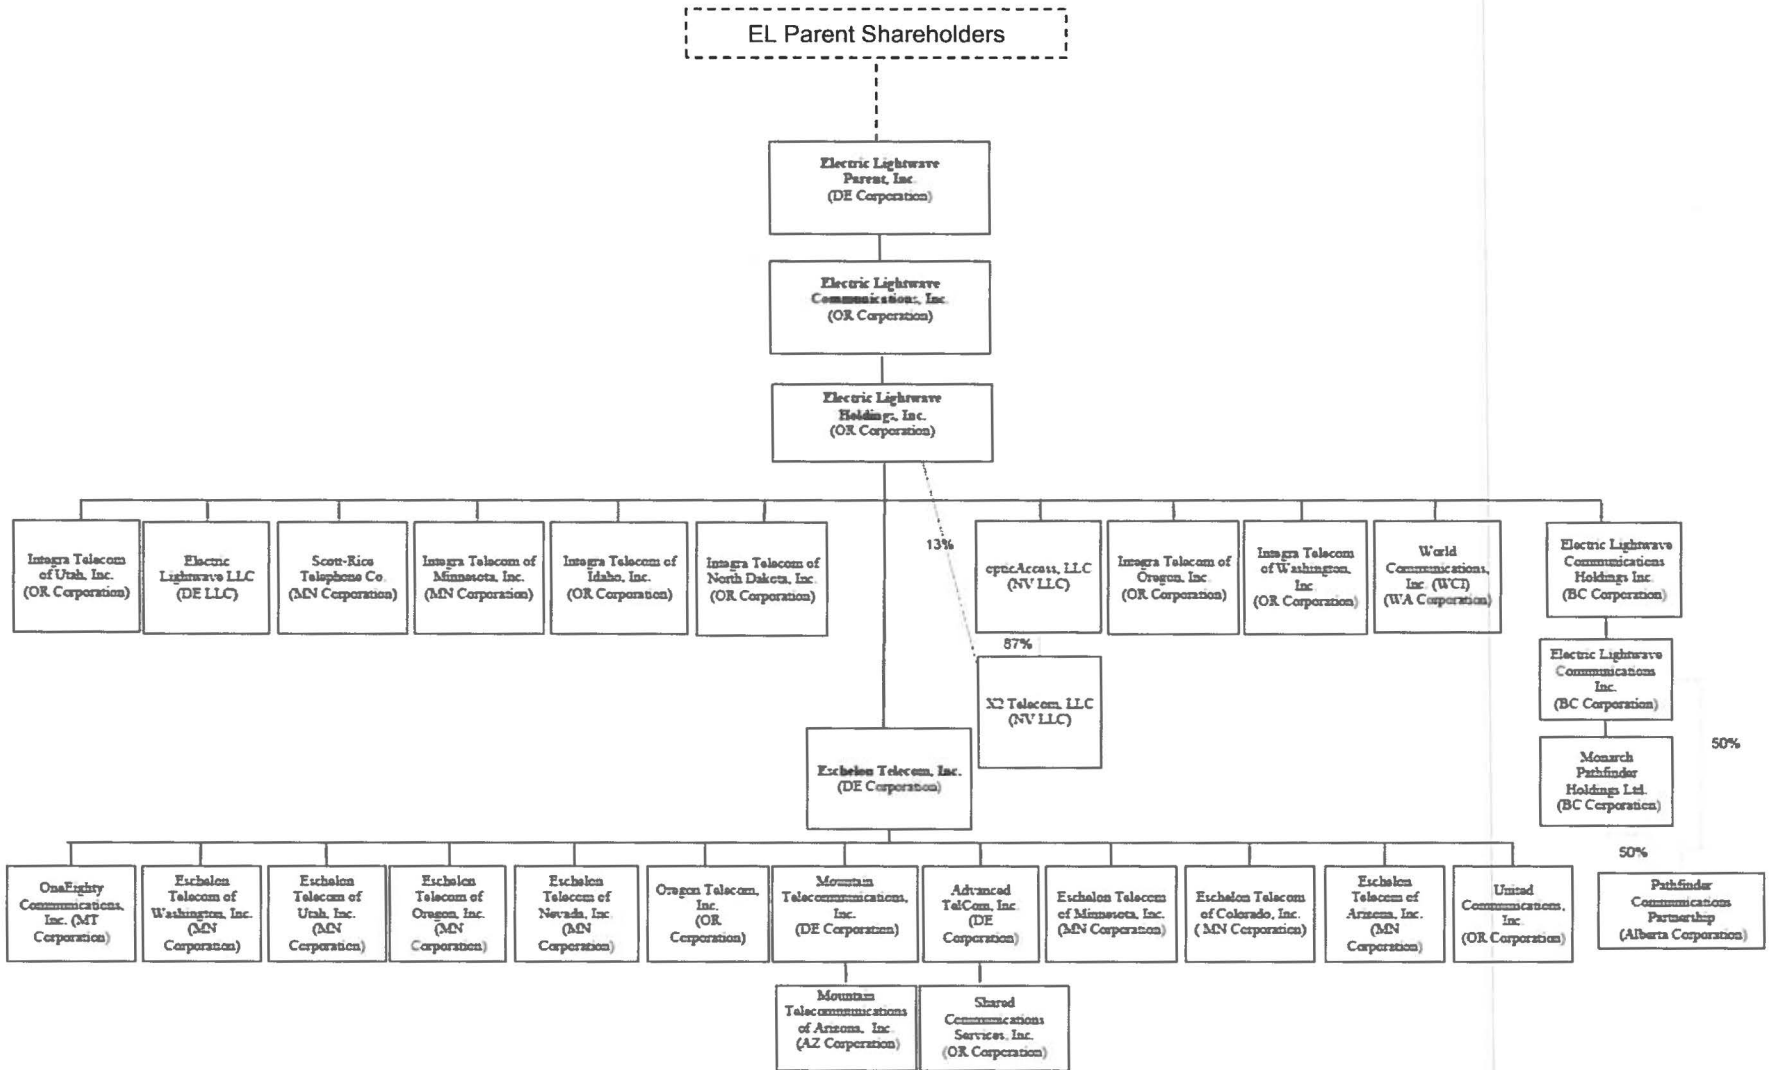 EL Parent Shareholders
Electric Lightwave
Parent, Inc.
(DE Corporation)
Electric Lightwave
Communications, Inc.
(OR Corporation)
Electric Lightwave
Holdings, Inc.
(OR Corporation)
Integra Telecom
of Utah, Inc.
(OR Corporation)
Electric
Lightwave LLC
(DE LLC)
Scott-Rice
Telephone Co.
(MN Corporation)
Integra Telecom of
Minnesota, Inc.
(MN Corporation)
Integra Telecom of
Idaho, Inc.
(OR Corporation)
Integra Telecom of
North Dakota, Inc.
(OR Corporation)
13%
opticAccess, LLC
(NV LLC)
Integra Telecom of
Oregon, Inc.
(OR Corporation)
Integra Telecom
of Washington,
Inc.
(OR Corporation)
World
Communications,
Inc. (WCI)
(WA Corporation)
Electric Lightwave
Communications
Holdings Inc.
(BC Corporation)
87%
X2 Telecom, LLC
(NV LLC)
Electric Lightwave
Communications
Inc.
(BC Corporation)
50%
Monarch
Pathfinder
Holdings Ltd.
(BC Corporation)
50%
Pathfinder
Communications
Partnership
(Alberta Corporation)
Eschelon Telecom, Inc.
(DE Corporation)
OneEighty
Communications,
Inc. (MT
Corporation)
Eschelon
Telecom of
Washington, Inc.
(MN
Corporation)
Eschelon
Telecom of
Utah, Inc.
(MN
Corporation)
Eschelon
Telecom of
Oregon, Inc.
(MN
Corporation)
Eschelon
Telecom of
Nevada, Inc.
(MN
Corporation)
Oregon Telecom,
Inc.
(OR
Corporation)
Mountain
Telecommunications,
Inc.
(DE Corporation)
Advanced
TelCom, Inc.
(DE
Corporation)
Eschelon Telecom
of Minnesota, Inc.
(MN Corporation)
Eschelon Telecom
of Colorado, Inc.
( MN Corporation)
Eschelon
Telecom of
Arizona, Inc.
(MN
Corporation)
United
Communications,
Inc.
(OR Corporation)
Mountain
Telecommunications
of Arizona, Inc.
(AZ Corporation)
Shared
Communications
Services, Inc.
(OR Corporation)